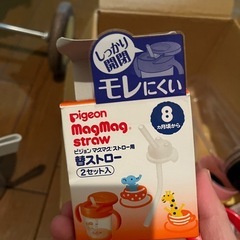 しっかり
開閉
モレにくい
Pigeon
MagMag
straw
8
ヵ月頃から
ピジョン マグマグ ストロー用
替ストロー
2セット入